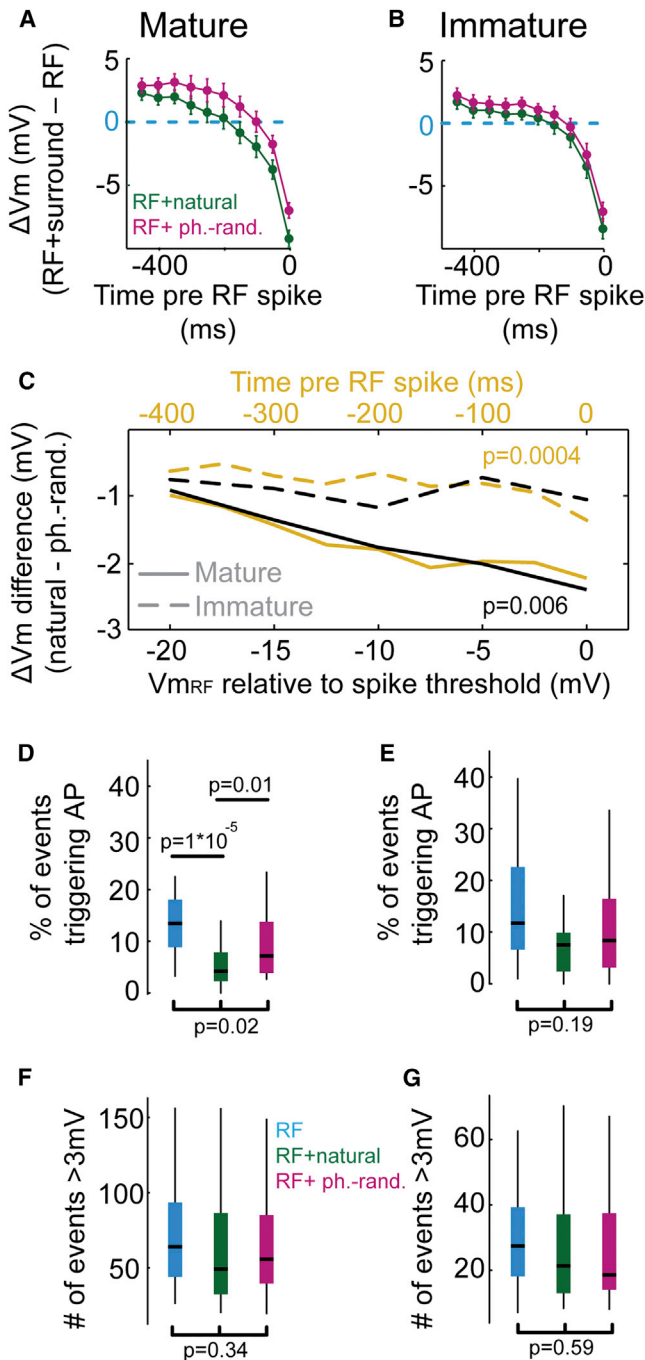 A
Mature
B
Immature
ΔVm (mV)
(RF+surround – RF)
5
0
-5
RF+natural
RF+ ph.-rand.
-400
0
Time pre RF spike
(ms)
5
0
-5
-400
0
Time pre RF spike
(ms)
C
Time pre RF spike (ms)
-400
-300
-200
-100
0
ΔVm difference (mV)
(natural - ph.-rand.)
-1
-2
-3
p=0.0004
Mature
Immature
p=0.006
-20
-15
-10
-5
0
VmRF relative to spike threshold (mV)
D
% of events
triggering AP
40
30
20
10
0
p=0.01
p=1*10-5
p=0.02
E
% of events
triggering AP
40
30
20
10
0
p=0.19
F
# of events >3mV
150
100
50
RF
RF+natural
RF+ ph.-rand.
p=0.34
G
# of events >3mV
60
40
20
p=0.59